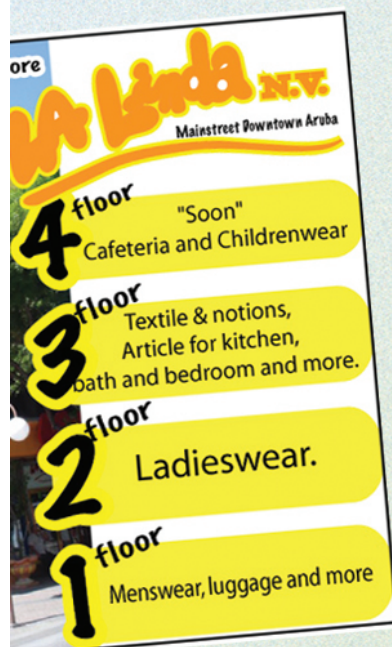 ore
LA Linda N.V.
Mainstreet Downtown Aruba
4 floor
"Soon"
Cafeteria and Childrenwear
3 floor
Textile & notions,
Article for kitchen,
bath and bedroom and more.
2 floor
Ladieswear.
1 floor
Menswear, luggage and more